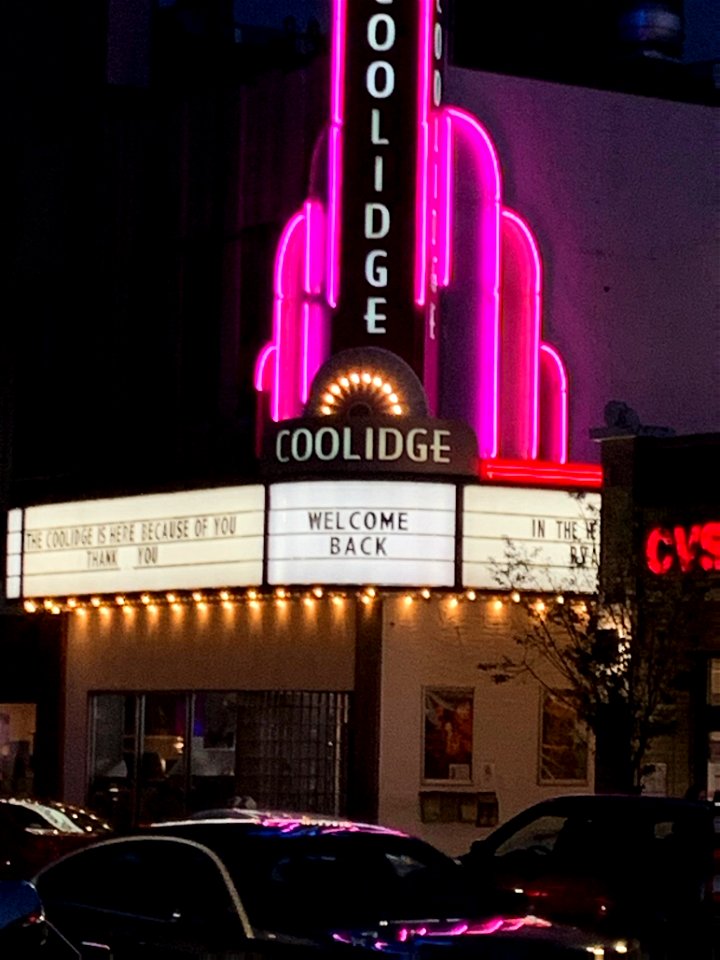 COOLIDGE
COOLIDGE
THE COOLIDGE IS HERE BECAUSE OF YOU
THANK YOU
WELCOME
BACK
IN THE
CVS